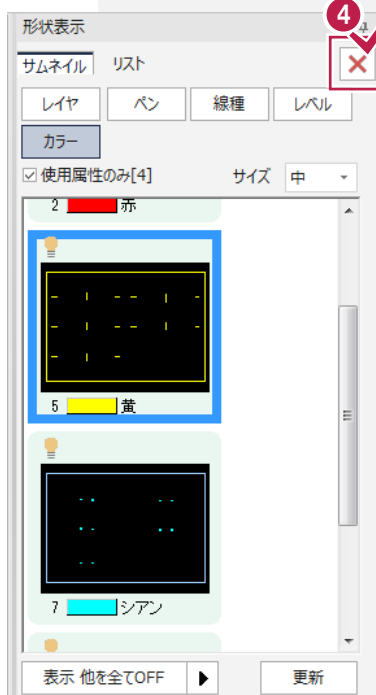 4
形状表示
サムネイル リスト
レイヤ ペン 線種 レベル
カラー
使用属性のみ[4] サイズ 中
2 赤
5 黄
7 シアン
表示 他を全てOFF 更新